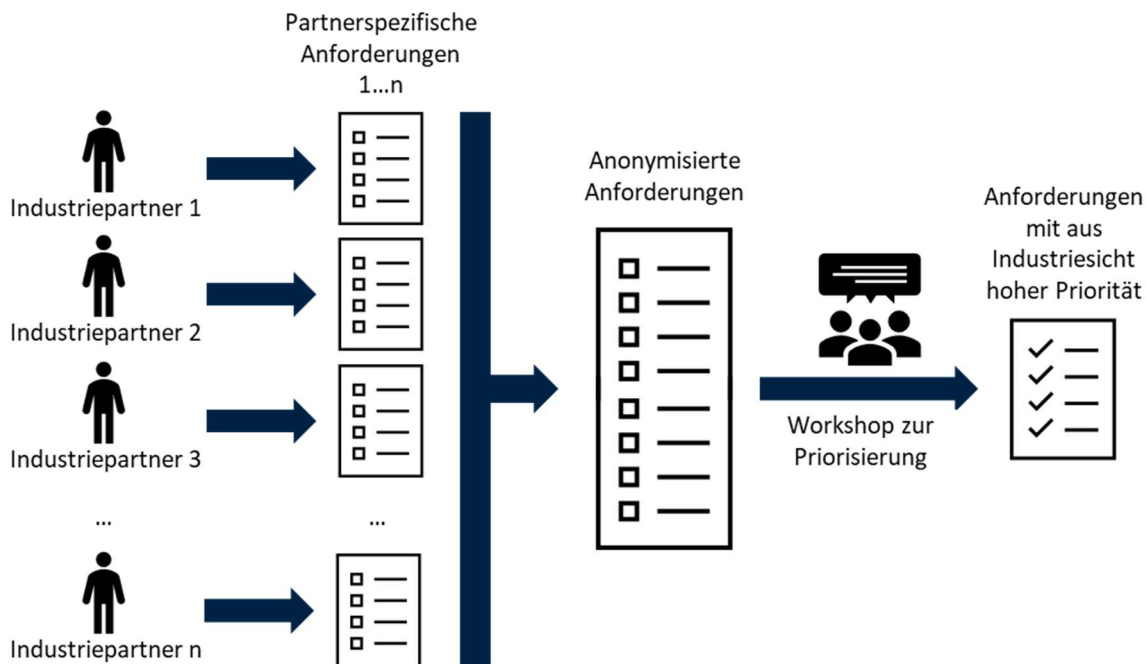 Partnerspezifische
Anforderungen
1...n
Industriepartner 1
Industriepartner 2
Industriepartner 3
...
...
Industriepartner n
Anonymisierte
Anforderungen
Workshop zur
Priorisierung
Anforderungen
mit aus
Industriesicht
hoher Priorität